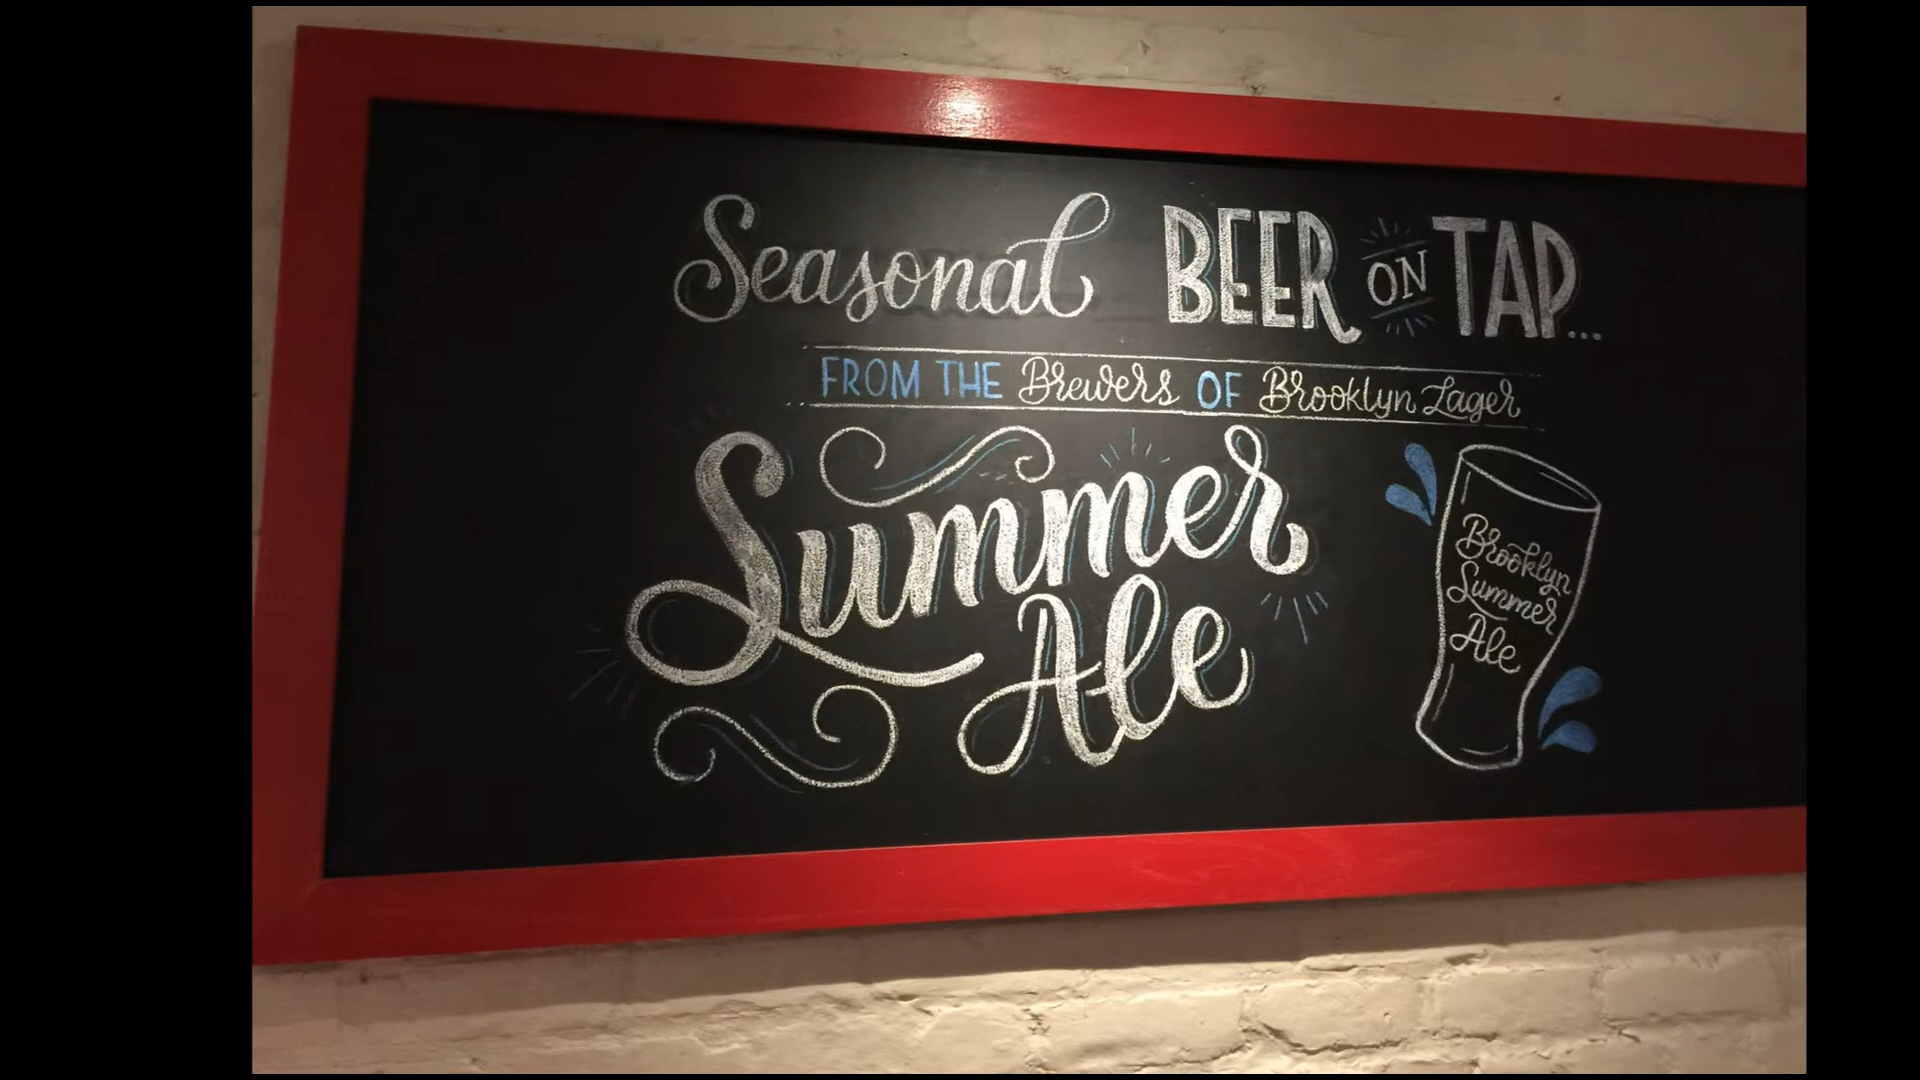 Seasonal BEER ON TAP...
FROM THE Brewers OF Brooklyn Lager
Summer
Ale
Brooklyn
Summer
Ale